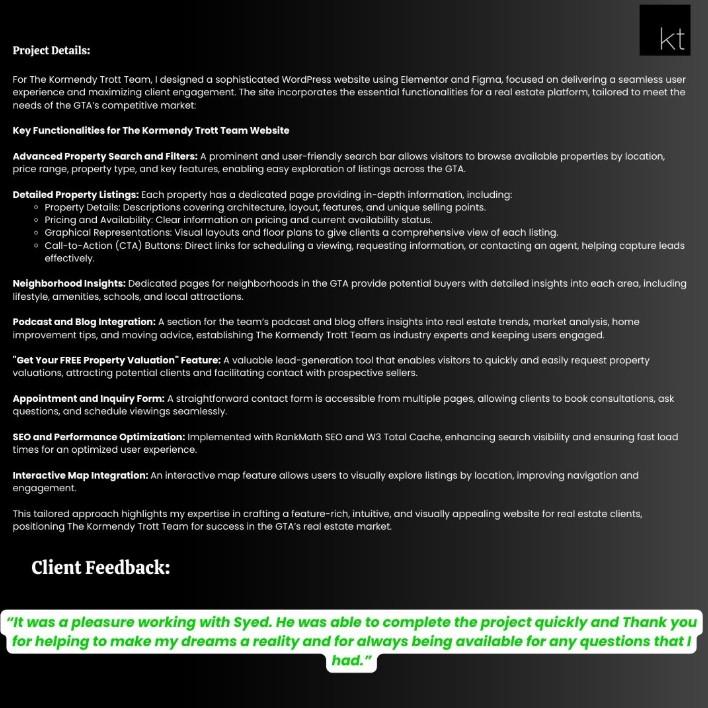 kt
Project Details:
For The Kormendy Trott Team, I designed a sophisticated WordPress website using Elementor and Figma, focused on delivering a seamless user
experience and maximizing client engagement. The site incorporates the essential functionalities for a real estate platform, tailored to meet the
needs of the GTA's competitive market:
Key Functionalities for The Kormendy Trott Team Website
Advanced Property Search and Filters: A prominent and user-friendly search bar allows visitors to browse available properties by location,
price range, property type, and key features, enabling easy exploration of listings across the GTA.
Detailed Property Listings: Each property has a dedicated page providing in-depth information, including:
Property Details: Descriptions covering architecture, layout, features, and unique selling points.
Pricing and Availability: Clear information on pricing and current availability status.
Graphical Representations: Visual layouts and floor plans to give clients a comprehensive view of each listing.
Call-to-Action (CTA) Buttons: Direct links for scheduling a viewing, requesting information, or contacting an agent, helping capture leads
effectively.
Neighborhood Insights: Dedicated pages for neighborhoods in the GTA provide potential buyers with detailed insights into each area, including
lifestyle, amenities, schools, and local attractions.
Podcast and Blog Integration: A section for the team's podcast and blog offers insights into real estate trends, market analysis, home
improvement tips, and moving advice, establishing The Kormendy Trott Team as industry experts and keeping users engaged.
"Get Your FREE Property Valuation" Feature: A valuable lead-generation tool that enables visitors to quickly and easily request property
valuations, attracting potential clients and facilitating contact with prospective sellers.
Appointment and Inquiry Form: A straightforward contact form is accessible from multiple pages, allowing clients to book consultations, ask
questions, and schedule viewings seamlessly.
SEO and Performance Optimization: Implemented with RankMath SEO and W3 Total Cache, enhancing search visibility and ensuring fast load
times for an optimized user experience.
Interactive Map Integration: An interactive map feature allows users to visually explore listings by location, improving navigation and
engagement.
This tailored approach highlights my expertise in crafting a feature-rich, intuitive, and visually appealing website for real estate clients,
positioning The Kormendy Trott Team for success in the GTA's real estate market.
Client Feedback:
“It was a pleasure working with Syed. He was able to complete the project quickly and Thank you
for helping to make my dreams a reality and for always being available for any questions that I
had.”